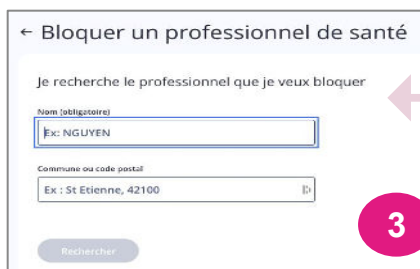 ← Bloquer un professionnel de santé
Je recherche le professionnel que je veux bloquer
Nom (obligatoire)
Ex: NGUYEN
Commune ou code postal
Ex : St Etienne, 42100
Rechercher
3